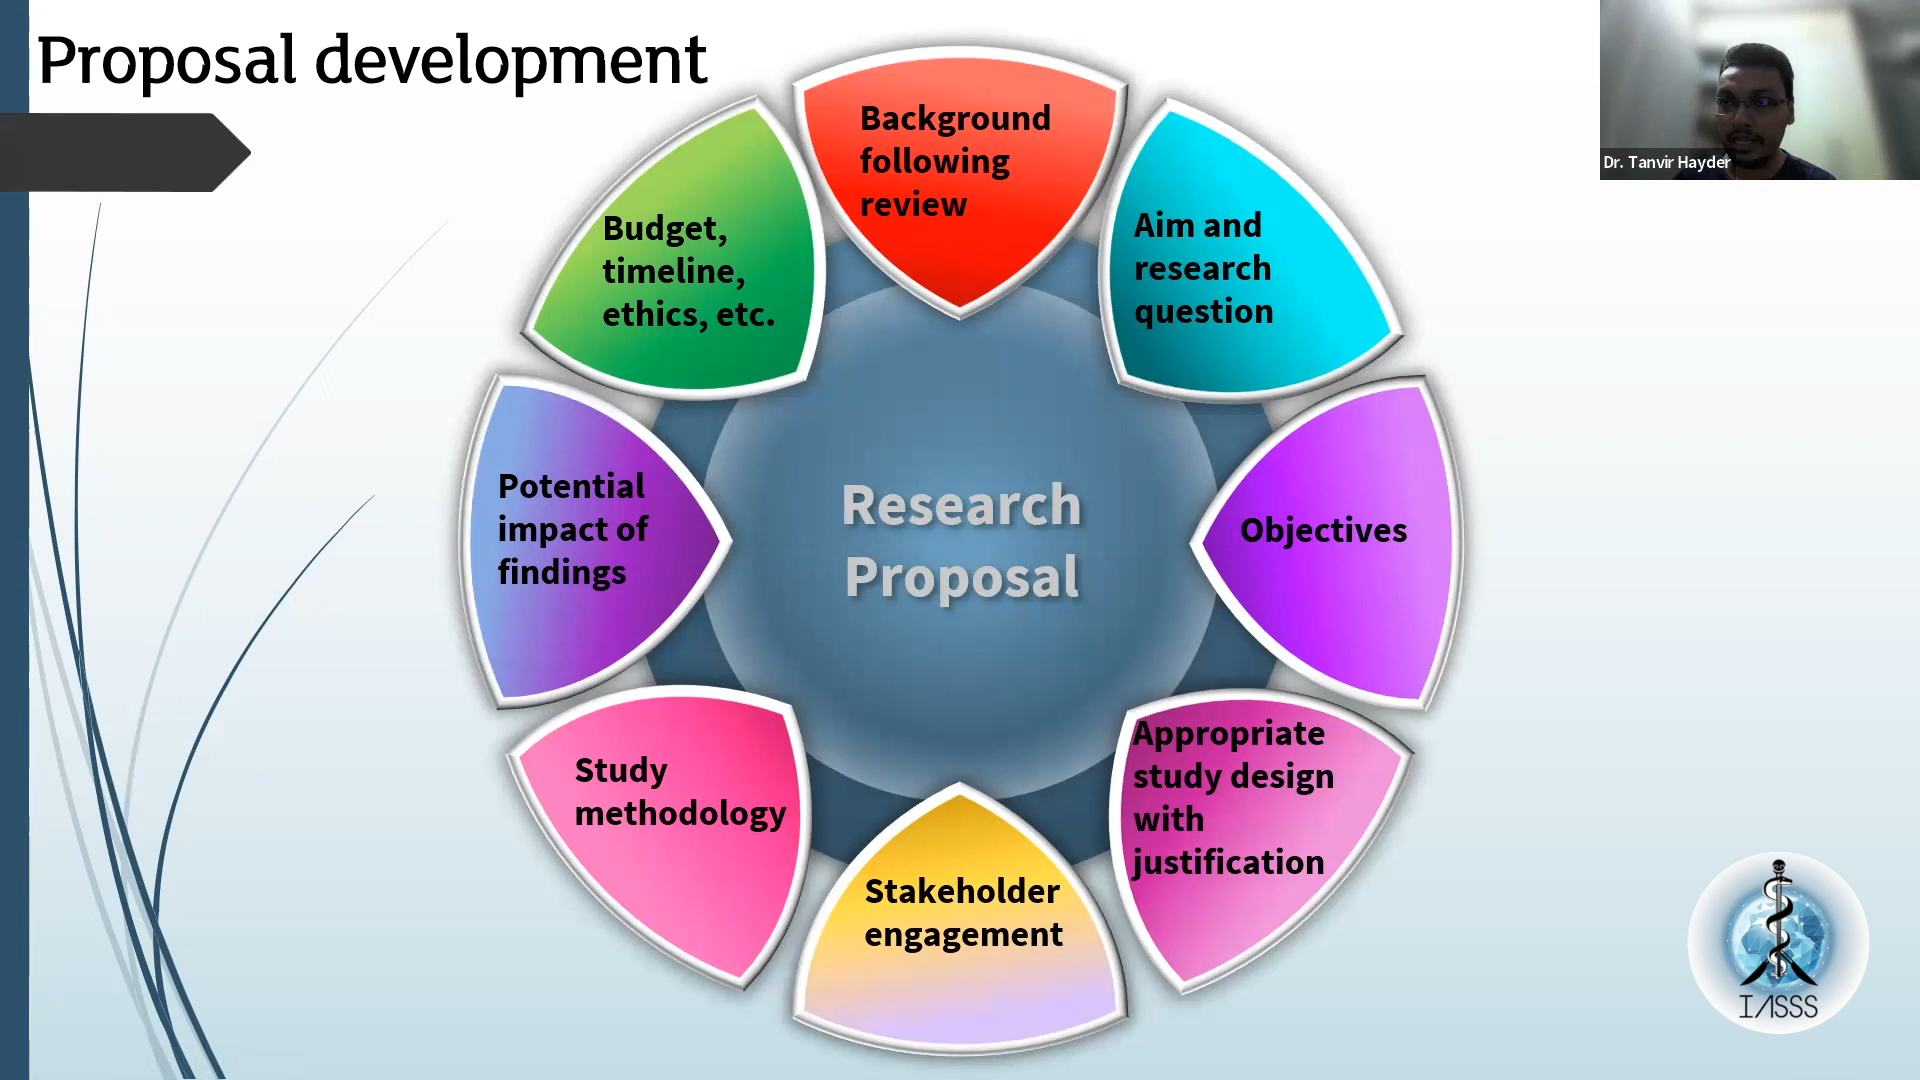 Proposal development
Dr. Tanvir Hayder
Background
following
review
Aim and
research
question
Objectives
Appropriate
study design
with
justification
Stakeholder
engagement
Study
methodology
Potential
impact of
findings
Budget,
timeline,
ethics, etc.
Research
Proposal
IASSS